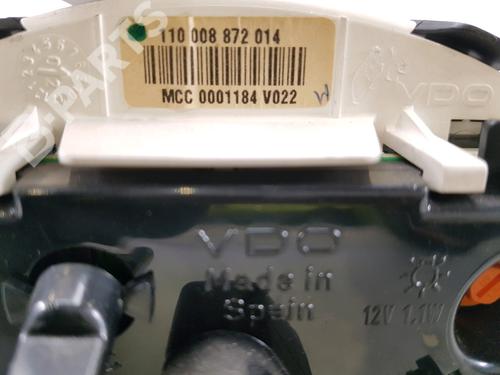 110 008 872 014
MCC 0001184 V022
VDO
B-PARTS
VDO
Made in
Spain
12V 1.1W